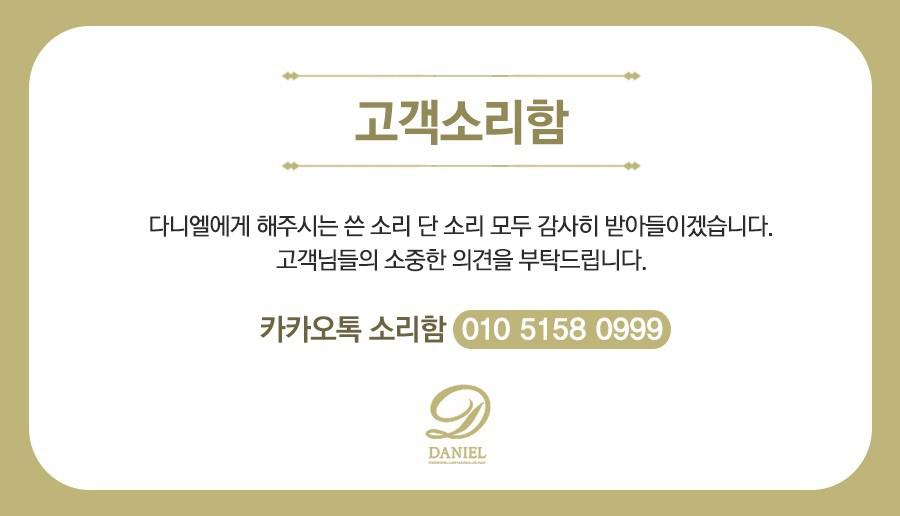 고객소리함
다니엘에게 해주시는 쓴 소리 단 소리 모두 감사히 받아들이겠습니다.
고객님들의 소중한 의견을 부탁드립니다.
카카오톡 소리함 010 5158 0999
DANIEL